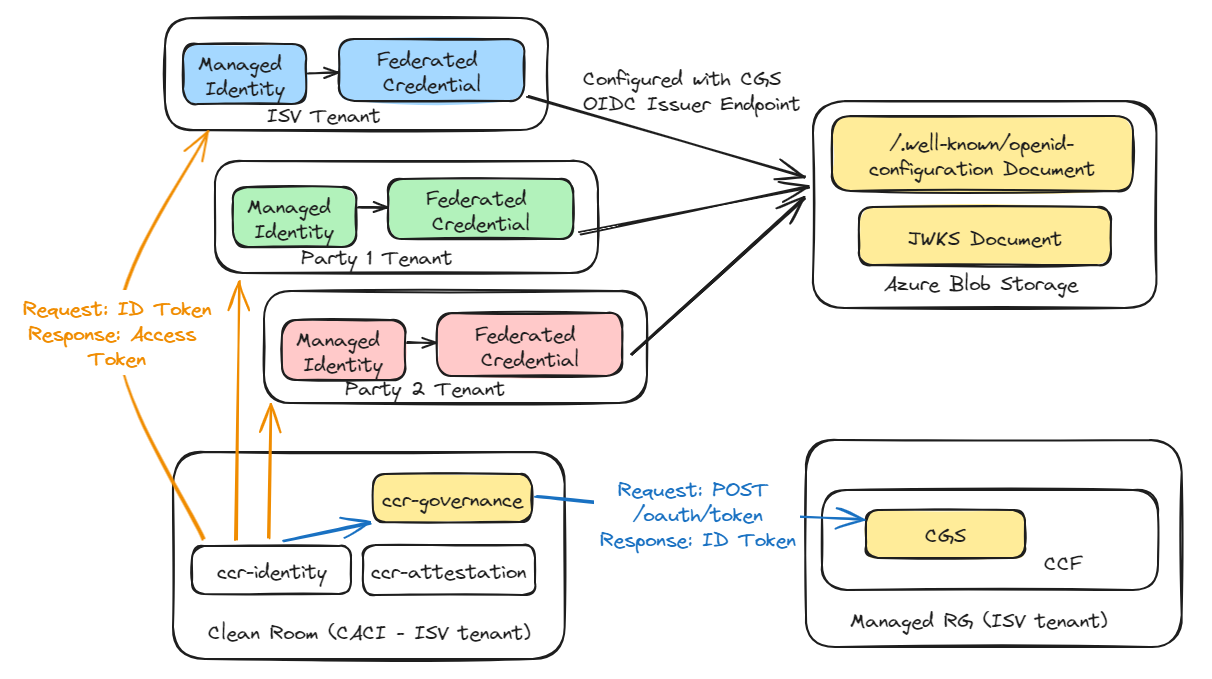 Managed
Identity
Federated
Credential
ISV Tenant
Configured with CGS
OIDC Issuer Endpoint
/.well-known/openid-
configuration Document
JWKS Document
Azure Blob Storage
Managed
Identity
Federated
Credential
Party 1 Tenant
Request: ID Token
Response: Access
Token
Managed
Identity
Federated
Credential
Party 2 Tenant
ccr-governance
ccr-identity
ccr-attestation
Clean Room (CACI - ISV tenant)
Request: POST
/oauth/token
Response: ID Token
CGS
CCF
Managed RG (ISV tenant)